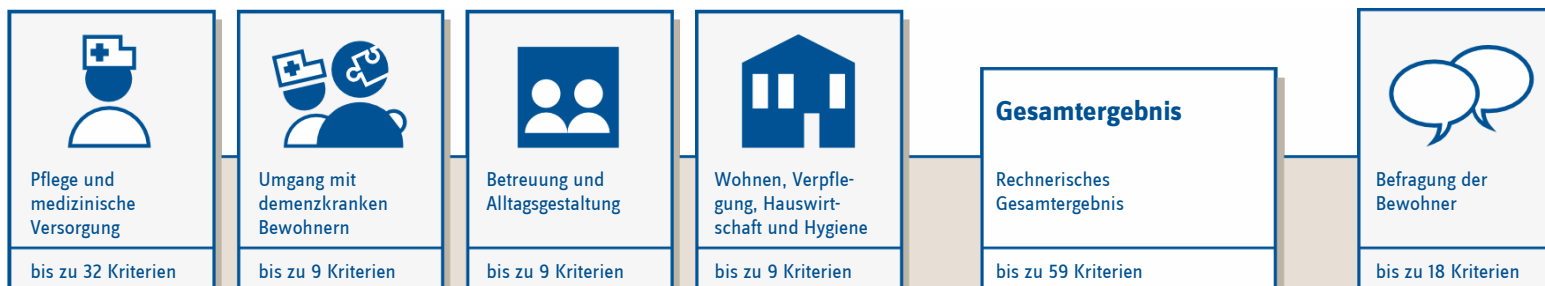 Pflege und
medizinische
Versorgung
bis zu 32 Kriterien
Umgang mit
demenzkranken
Bewohnern
bis zu 9 Kriterien
Betreuung und
Alltagsgestaltung
bis zu 9 Kriterien
Wohnen, Verpfle-
gung, Hauswirt-
schaft und Hygiene
bis zu 9 Kriterien
Gesamtergebnis
Rechnerisches
Gesamtergebnis
bis zu 59 Kriterien
Befragung der
Bewohner
bis zu 18 Kriterien